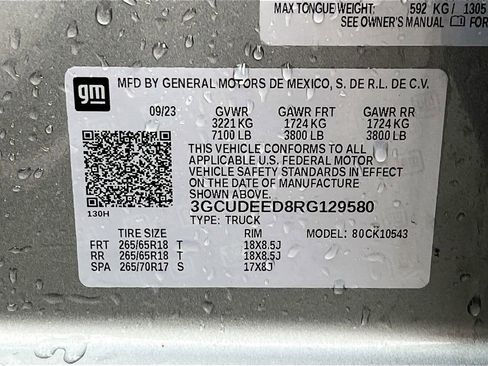 MAX TONGUE WEIGHT: 592 KG / 1305
SEE OWNER'S MANUAL FOR
gm
MFD BY GENERAL MOTORS DE MEXICO, S. DE R.L. DE C.V.
09/23 GVWR GAWR FRT GAWR RR
3221 KG 1724 KG 1724 KG
7100 LB 3800 LB 3800 LB
THIS VEHICLE CONFORMS TO ALL
APPLICABLE U.S. FEDERAL MOTOR
VEHICLE SAFETY STANDARDS IN EFFECT
ON THE DATE OF MANUFACTURE
SHOWN ABOVE.
130H 3GCUDEED8RG129580
TYPE: TRUCK
TIRE SIZE RIM MODEL: 80CK10543
FRT 265/65R18 T 18X8.5J
RR 265/65R18 T 18X8.5J
SPA 265/70R17 S 17X8J